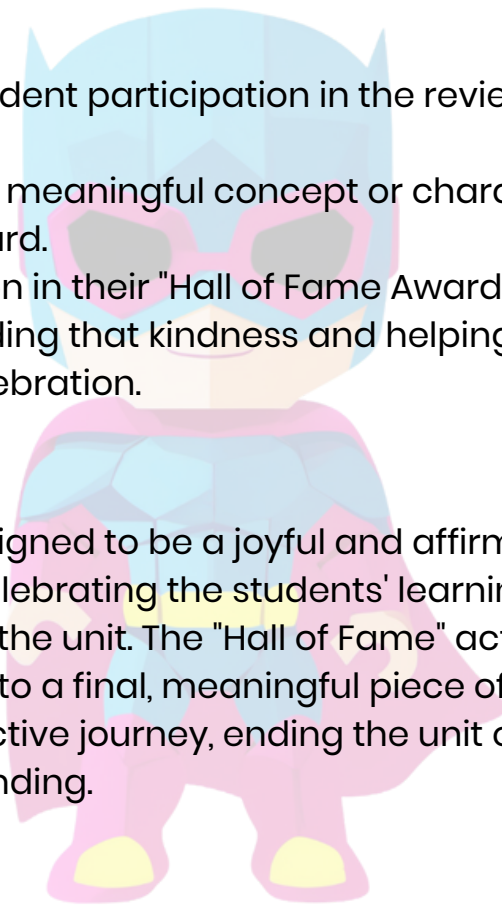 dent participation in the revie
meaningful concept or chara
ard.
n in their "Hall of Fame Award
ding that kindness and helping
ebration.
igned to be a joyful and affirm
lebrating the students' learnin
the unit. The "Hall of Fame" act
to a final, meaningful piece of
ctive journey, ending the unit o
nding.